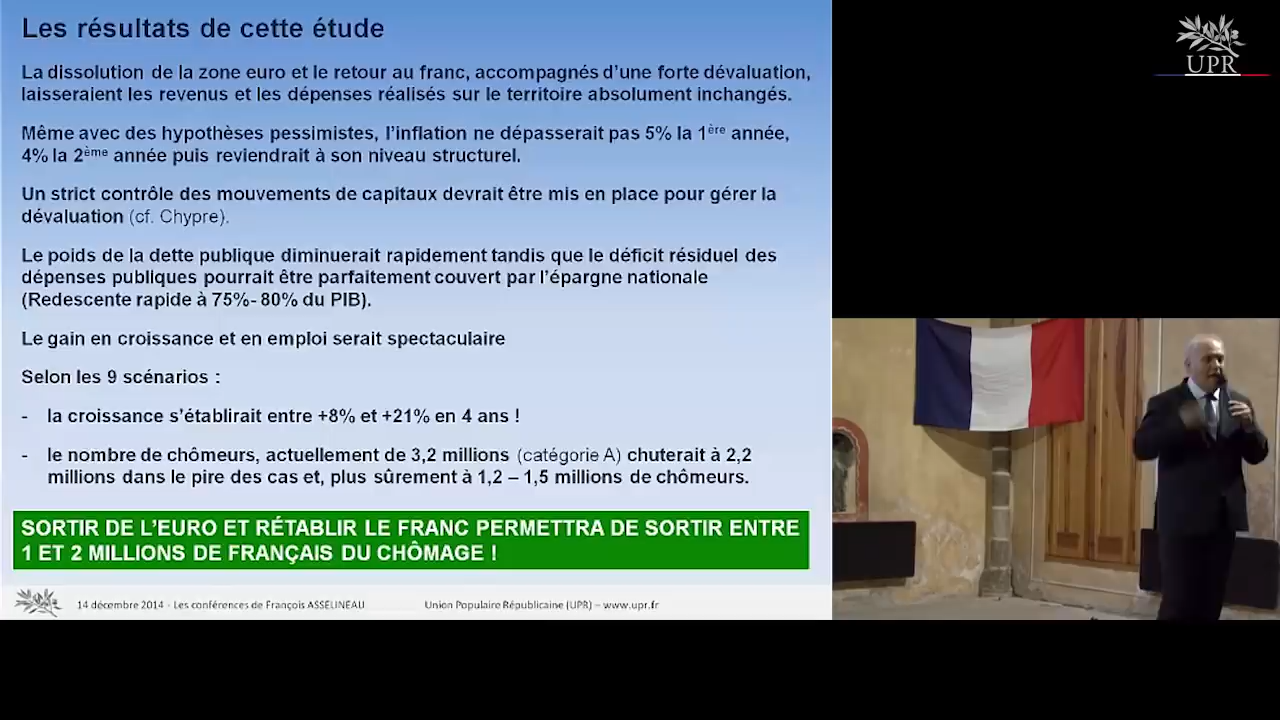 Les résultats de cette étude
La dissolution de la zone euro et le retour au franc, accompagnés d'une forte dévaluation,
laisseraient les revenus et les dépenses réalisés sur le territoire absolument inchangés.
Même avec des hypothèses pessimistes, l'inflation ne dépasserait pas 5% la 1ère année,
4% la 2ème année puis reviendrait à son niveau structurel.
Un strict contrôle des mouvements de capitaux devrait être mis en place pour gérer la
dévaluation (cf. Chypre).
Le poids de la dette publique diminuerait rapidement tandis que le déficit résiduel des
dépenses publiques pourrait être parfaitement couvert par l'épargne nationale
(Redescente rapide à 75%- 80% du PIB).
Le gain en croissance et en emploi serait spectaculaire
Selon les 9 scénarios :
- la croissance s'établirait entre +8% et +21% en 4 ans !
- le nombre de chômeurs, actuellement de 3,2 millions (catégorie A) chuterait à 2,2
millions dans le pire des cas et, plus sûrement à 1,2 – 1,5 millions de chômeurs.
SORTIR DE L'EURO ET RÉTABLIR LE FRANC PERMETTRA DE SORTIR ENTRE
1 ET 2 MILLIONS DE FRANÇAIS DU CHÔMAGE !
14 décembre 2014 - Les conférences de François ASSELINEAU
Union Populaire Républicaine (UPR) – www.upr.fr
UPR